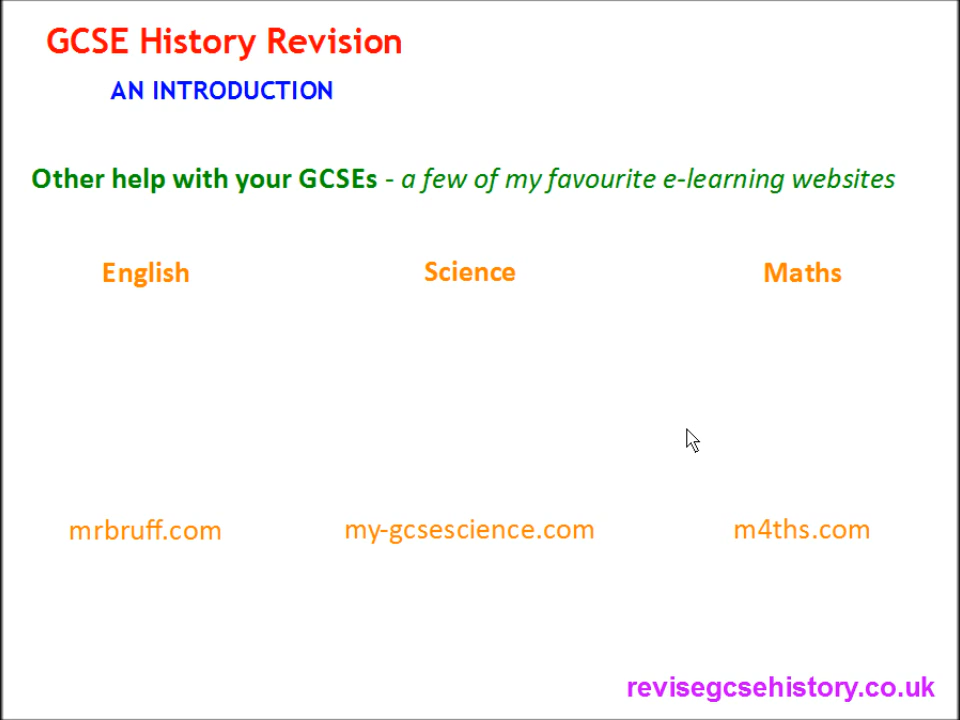 GCSE History Revision
AN INTRODUCTION
Other help with your GCSEs - a few of my favourite e-learning websites
English Science Maths
mrbruff.com my-gcsescience.com m4ths.com
revisegcsehistory.co.uk